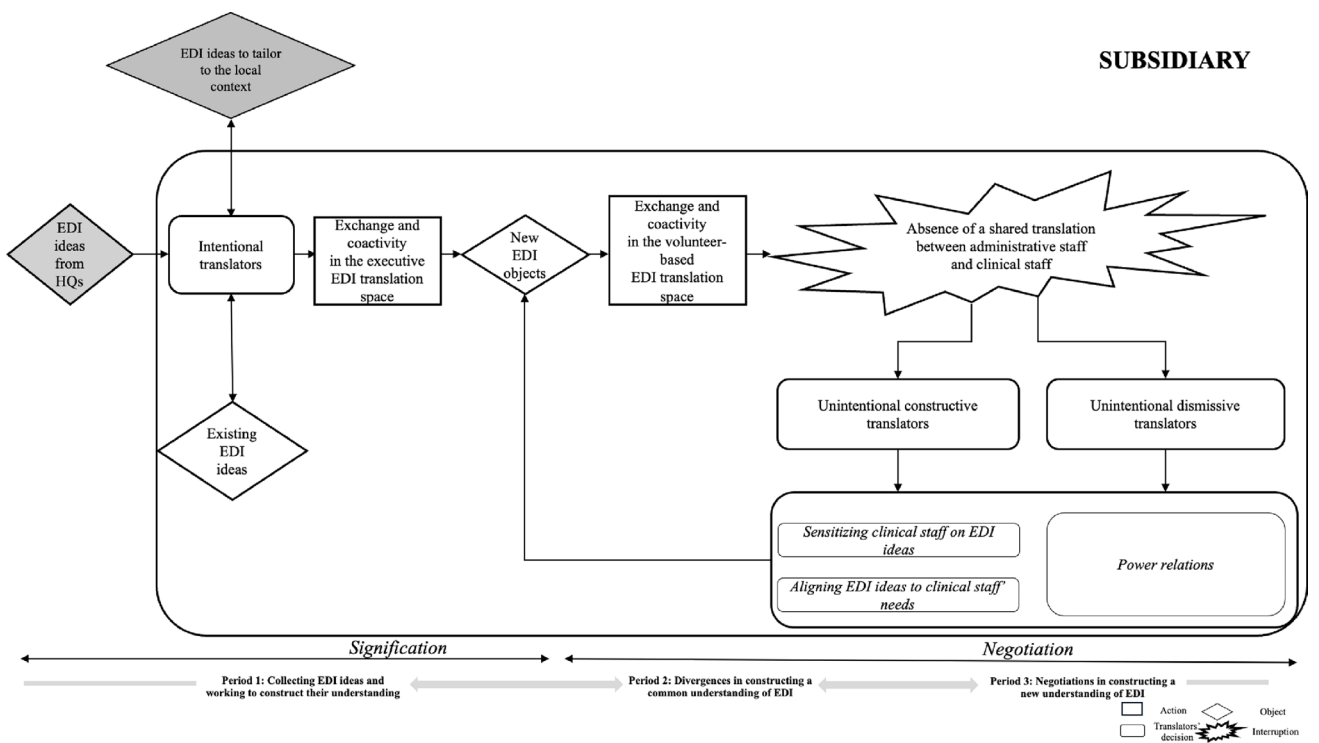 EDI ideas to tailor
to the local
context
SUBSIDIARY
EDI
ideas
from
HQs
Intentional
translators
Exchange and
coactivity
in the executive
EDI translation
space
New
EDI
objects
Exchange and
coactivity
in the volunteer-
based
EDI translation
space
Absence of a shared translation
between administrative staff
and clinical staff
Existing
EDI
ideas
Unintentional constructive
translators
Unintentional dismissive
translators
Sensitizing clinical staff on EDI
ideas
Aligning EDI ideas to clinical staff'
needs
Power relations
Signification
Negotiation
Period 1: Collecting EDI ideas and
working to construct their understanding
Period 2: Divergences in constructing a
common understanding of EDI
Period 3: Negotiations in constructing a
new understanding of EDI
Action
Object
Translators'
decision
Interruption